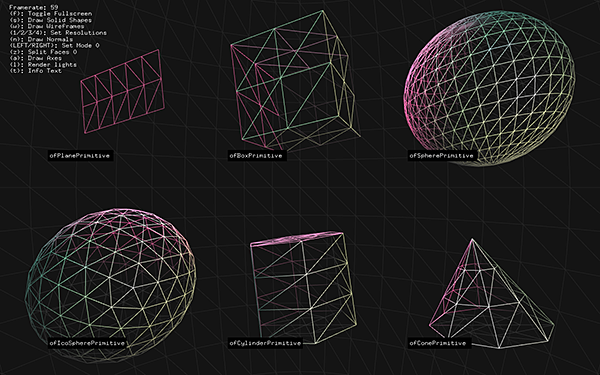 Framerate: 59
(f): Toggle Fullscreen
(s): Draw Solid Shapes
(w): Draw Wireframes
(1/2/3/4): Set Resolutions
(n): Draw Normals
(LEFT/RIGHT): Set Mode 0
(z): Split Faces 0
(a): Draw Axes
(l): Render lights
(t): Info Text
ofPlanePrimitive
ofBoxPrimitive
ofSpherePrimitive
ofIcoSpherePrimitive
ofCylinderPrimitive
ofConePrimitive